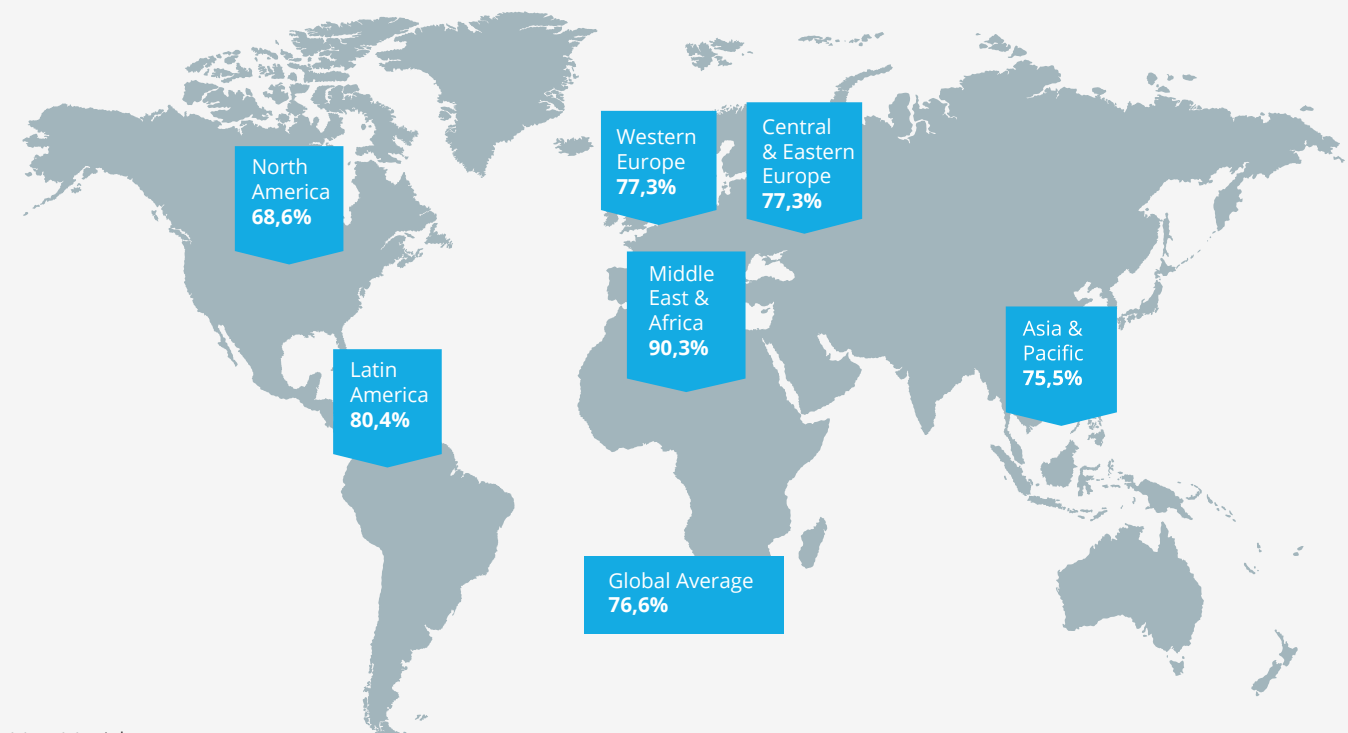 North
America
68,6%
Western
Europe
77,3%
Central
& Eastern
Europe
77,3%
Middle
East &
Africa
90,3%
Asia &
Pacific
75,5%
Latin
America
80,4%
Global Average
76,6%